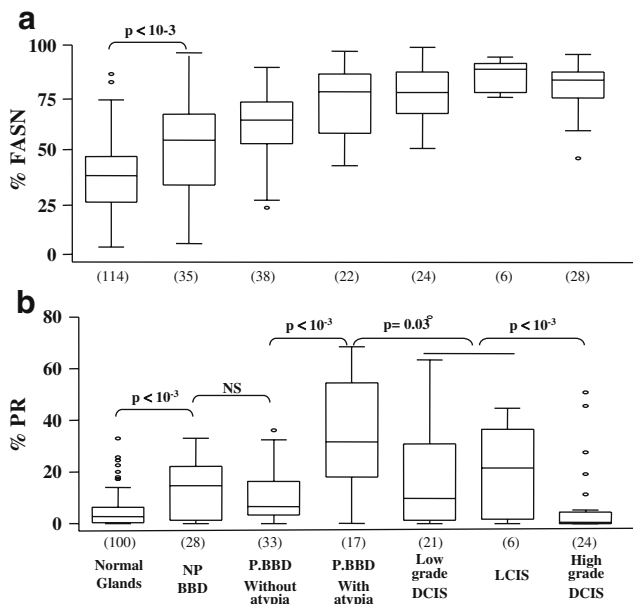 a
p < 10-3
100
75
50
25
0
% FASN
(114) (35) (38) (22) (24) (6) (28)
b
80
60
40
20
0
% PR
p < 10-3
NS
p < 10-3
p= 0.03
p < 10-3
(100) (28) (33) (17) (21) (6) (24)
Normal Glands
NP BBD
P.BBD Without atypia
P.BBD With atypia
Low grade DCIS
LCIS
High grade DCIS